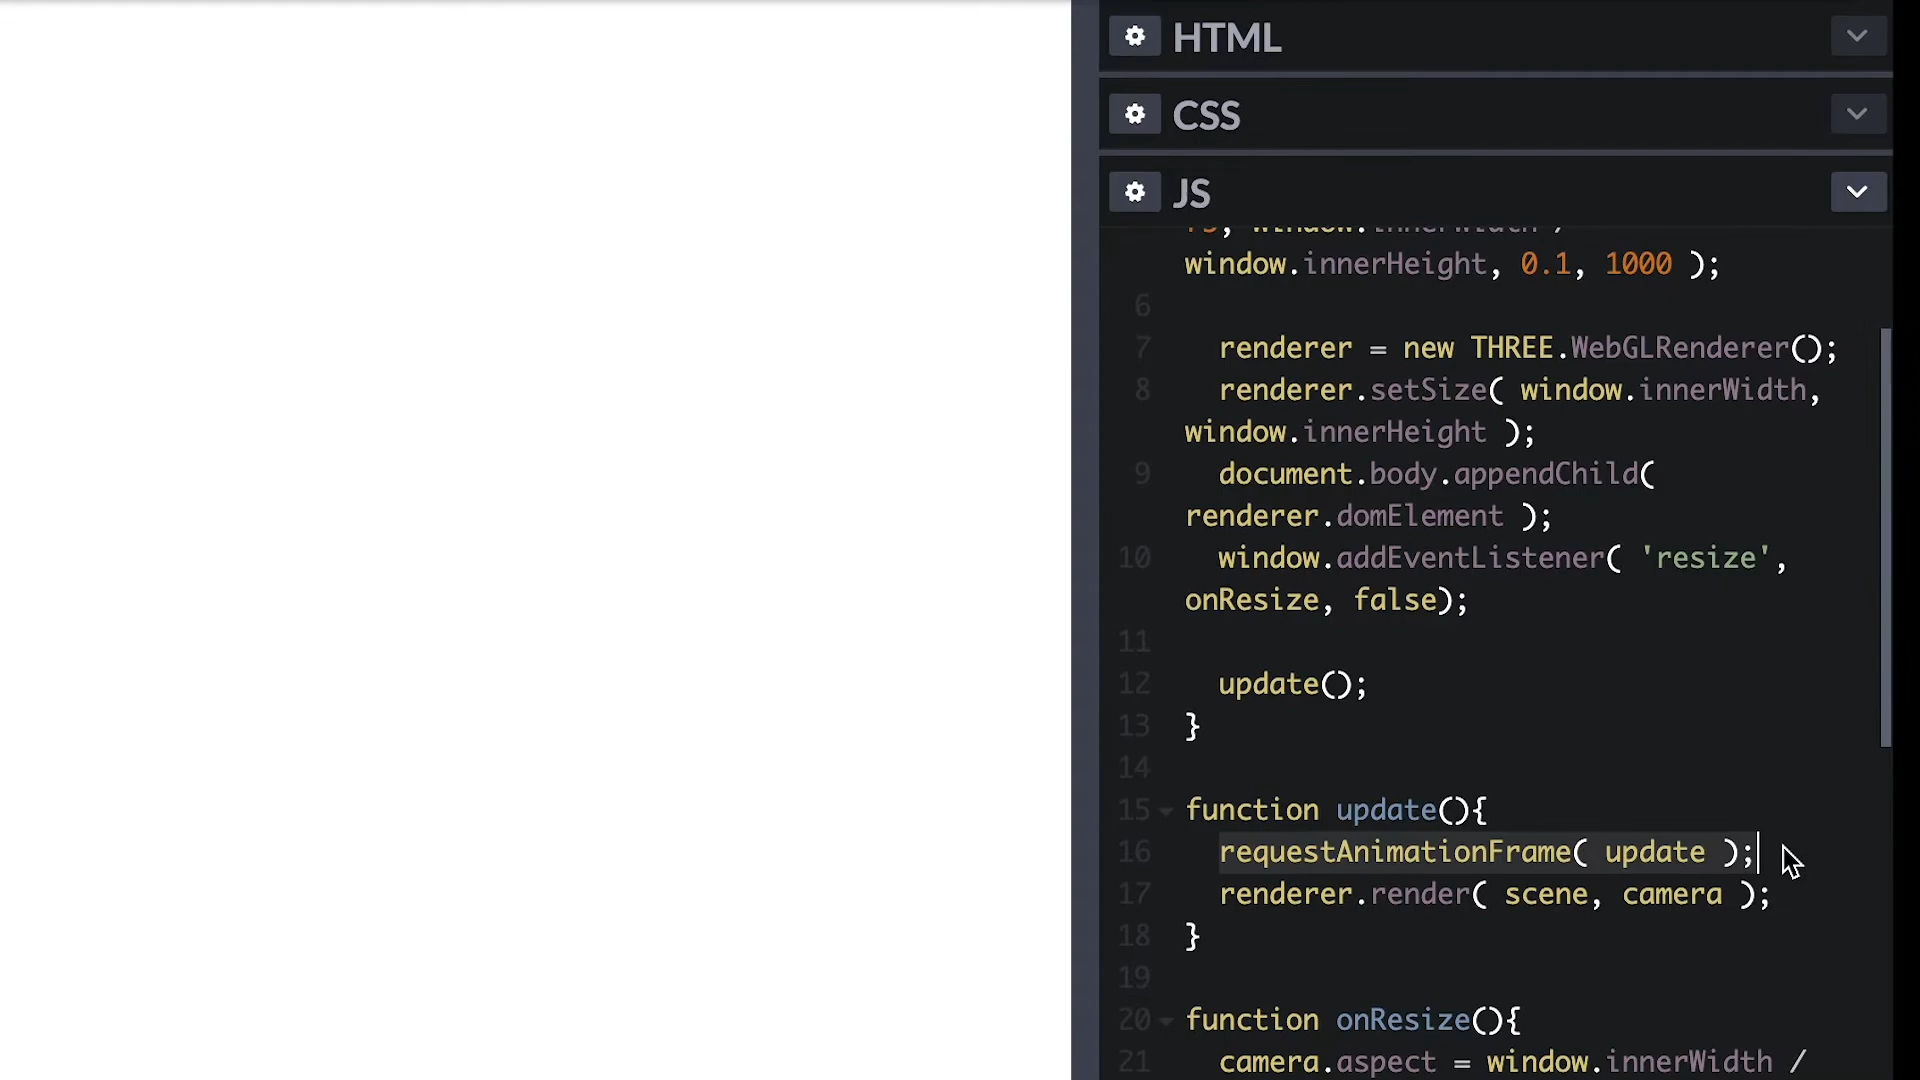 HTML
CSS
JS
75, window.innerWidth /
window.innerHeight, 0.1, 1000 );
6
7 renderer = new THREE.WebGLRenderer();
8 renderer.setSize( window.innerWidth,
window.innerHeight );
9 document.body.appendChild(
renderer.domElement );
10 window.addEventListener( 'resize',
onResize, false);
11
12 update();
13 }
14
15 function update(){
16 requestAnimationFrame( update );
17 renderer.render( scene, camera );
18 }
19
20 function onResize(){
21 camera.aspect = window.innerWidth /